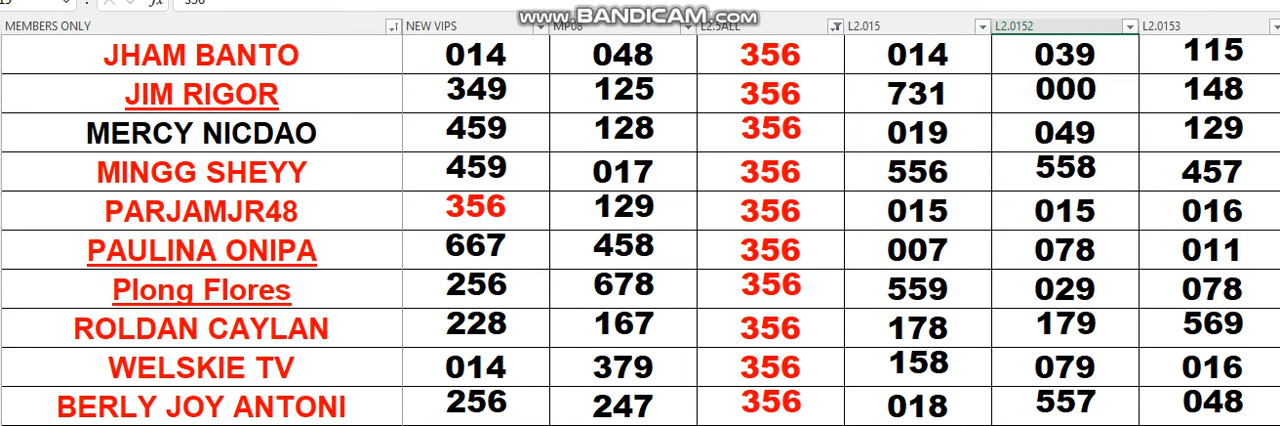 356
www.BANDICAM.com
MEMBERS ONLY NEW VIPS MP08 L2.5ALL L2.015 L2.0152 L2.0153
JHAM BANTO 014 048 356 014 039 115
JIM RIGOR 349 125 356 731 000 148
MERCY NICDAO 459 128 356 019 049 129
MINGG SHEYY 459 017 356 556 558 457
PARJAMJR48 356 129 356 015 015 016
PAULINA ONIPA 667 458 356 007 078 011
Plong Flores 256 678 356 559 029 078
ROLDAN CAYLAN 228 167 356 178 179 569
WELSKIE TV 014 379 356 158 079 016
BERLY JOY ANTONI 256 247 356 018 557 048